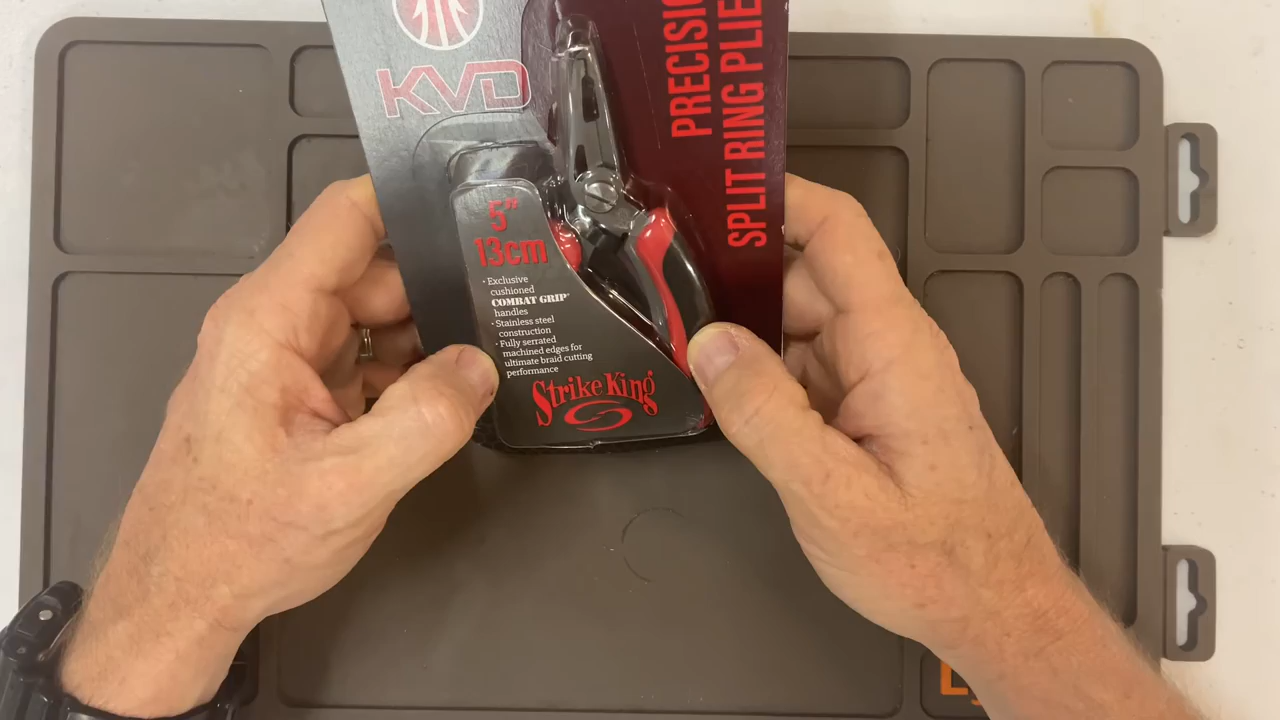 KVD
PRECISI
SPLIT RING PLIE
5"
13cm
• Exclusive
cushioned
COMBAT GRIP
handles
• Stainless steel
construction
• Fully serrated
machined edges for
ultimate braid cutting
performance
Strike King